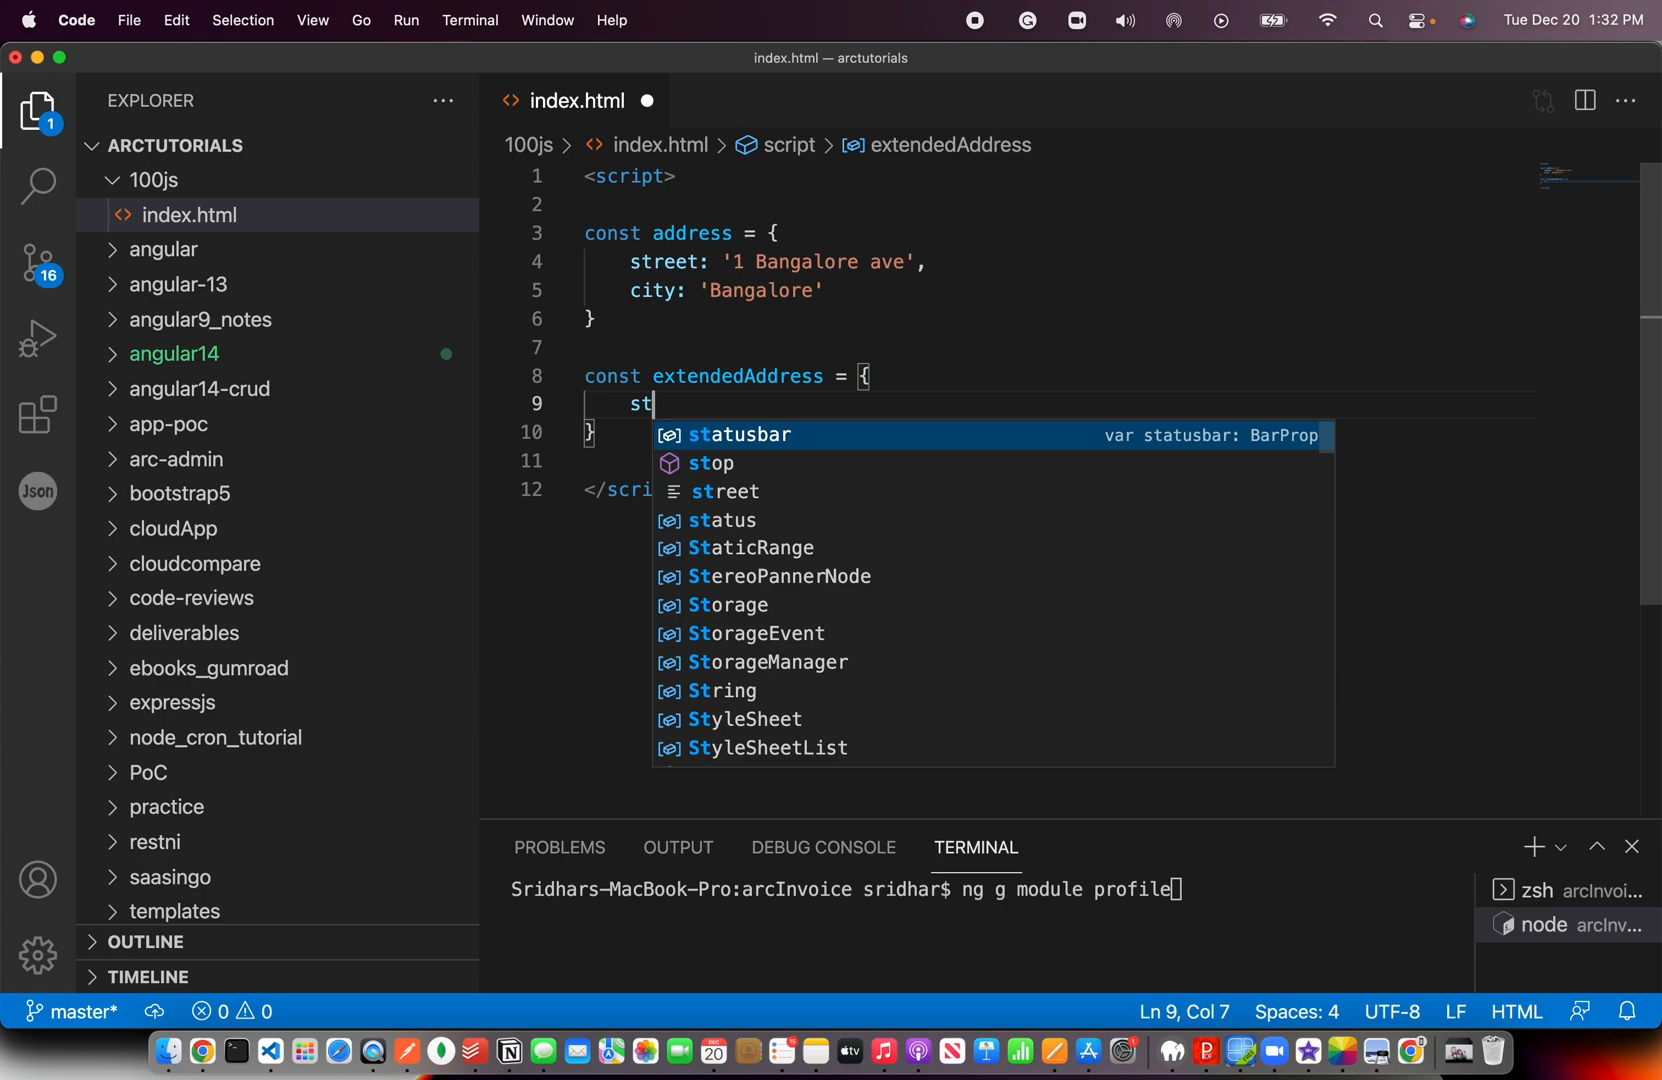 Code File Edit Selection View Go Run Terminal Window Help Tue Dec 20 1:32 PM
index.html — arctutorials
EXPLORER
1
16
Json
ARCTUTORIALS
100js
index.html
angular
angular-13
angular9_notes
angular14
angular14-crud
app-poc
arc-admin
bootstrap5
cloudApp
cloudcompare
code-reviews
deliverables
ebooks_gumroad
expressjs
node_cron_tutorial
PoC
practice
restni
saasingo
templates
OUTLINE
TIMELINE
index.html
100js > index.html > script > extendedAddress
1 <script>
2
3 const address = {
4 street: '1 Bangalore ave',
5 city: 'Bangalore'
6 }
7
8 const extendedAddress = {
9 st
10 }
11
12 </scri
statusbar var statusbar: BarProp
stop
street
status
StaticRange
StereoPannerNode
Storage
StorageEvent
StorageManager
String
StyleSheet
StyleSheetList
PROBLEMS OUTPUT DEBUG CONSOLE TERMINAL
Sridhars-MacBook-Pro:arcInvoice sridhar$ ng g module profile
zsh arcInvoi...
node arcInv...
master* 0 0 Ln 9, Col 7 Spaces: 4 UTF-8 LF HTML
DEC
20
tv